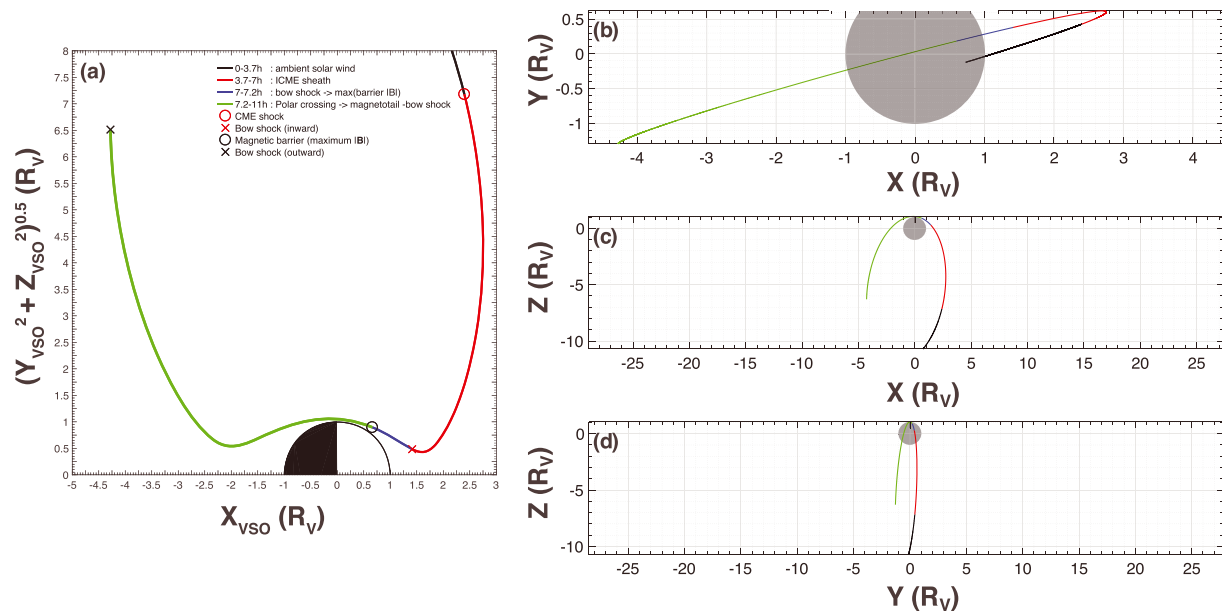 (a)
0-3.7h : ambient solar wind
3.7-7h : ICME sheath
7-7.2h : bow shock -> max(barrier |B|)
7.2-11h : Polar crossing -> magnetotail -bow shock
CME shock
Bow shock (inward)
Magnetic barrier (maximum |B|)
Bow shock (outward)
8
7.5
7
6.5
6
5.5
5
4.5
4
3.5
3
2.5
2
1.5
1
0.5
0
(Y_VSO^2 + Z_VSO^2)^0.5 (R_V)
-5 -4.5 -4 -3.5 -3 -2.5 -2 -1.5 -1 -0.5 0 0.5 1 1.5 2 2.5 3
X_VSO (R_V)
(b)
0.5
0
-0.5
-1
Y (R_V)
-4 -3 -2 -1 0 1 2 3 4
X (R_V)
(c)
0
-5
-10
Z (R_V)
-25 -20 -15 -10 -5 0 5 10 15 20 25
X (R_V)
(d)
0
-5
-10
Z (R_V)
-25 -20 -15 -10 -5 0 5 10 15 20 25
Y (R_V)